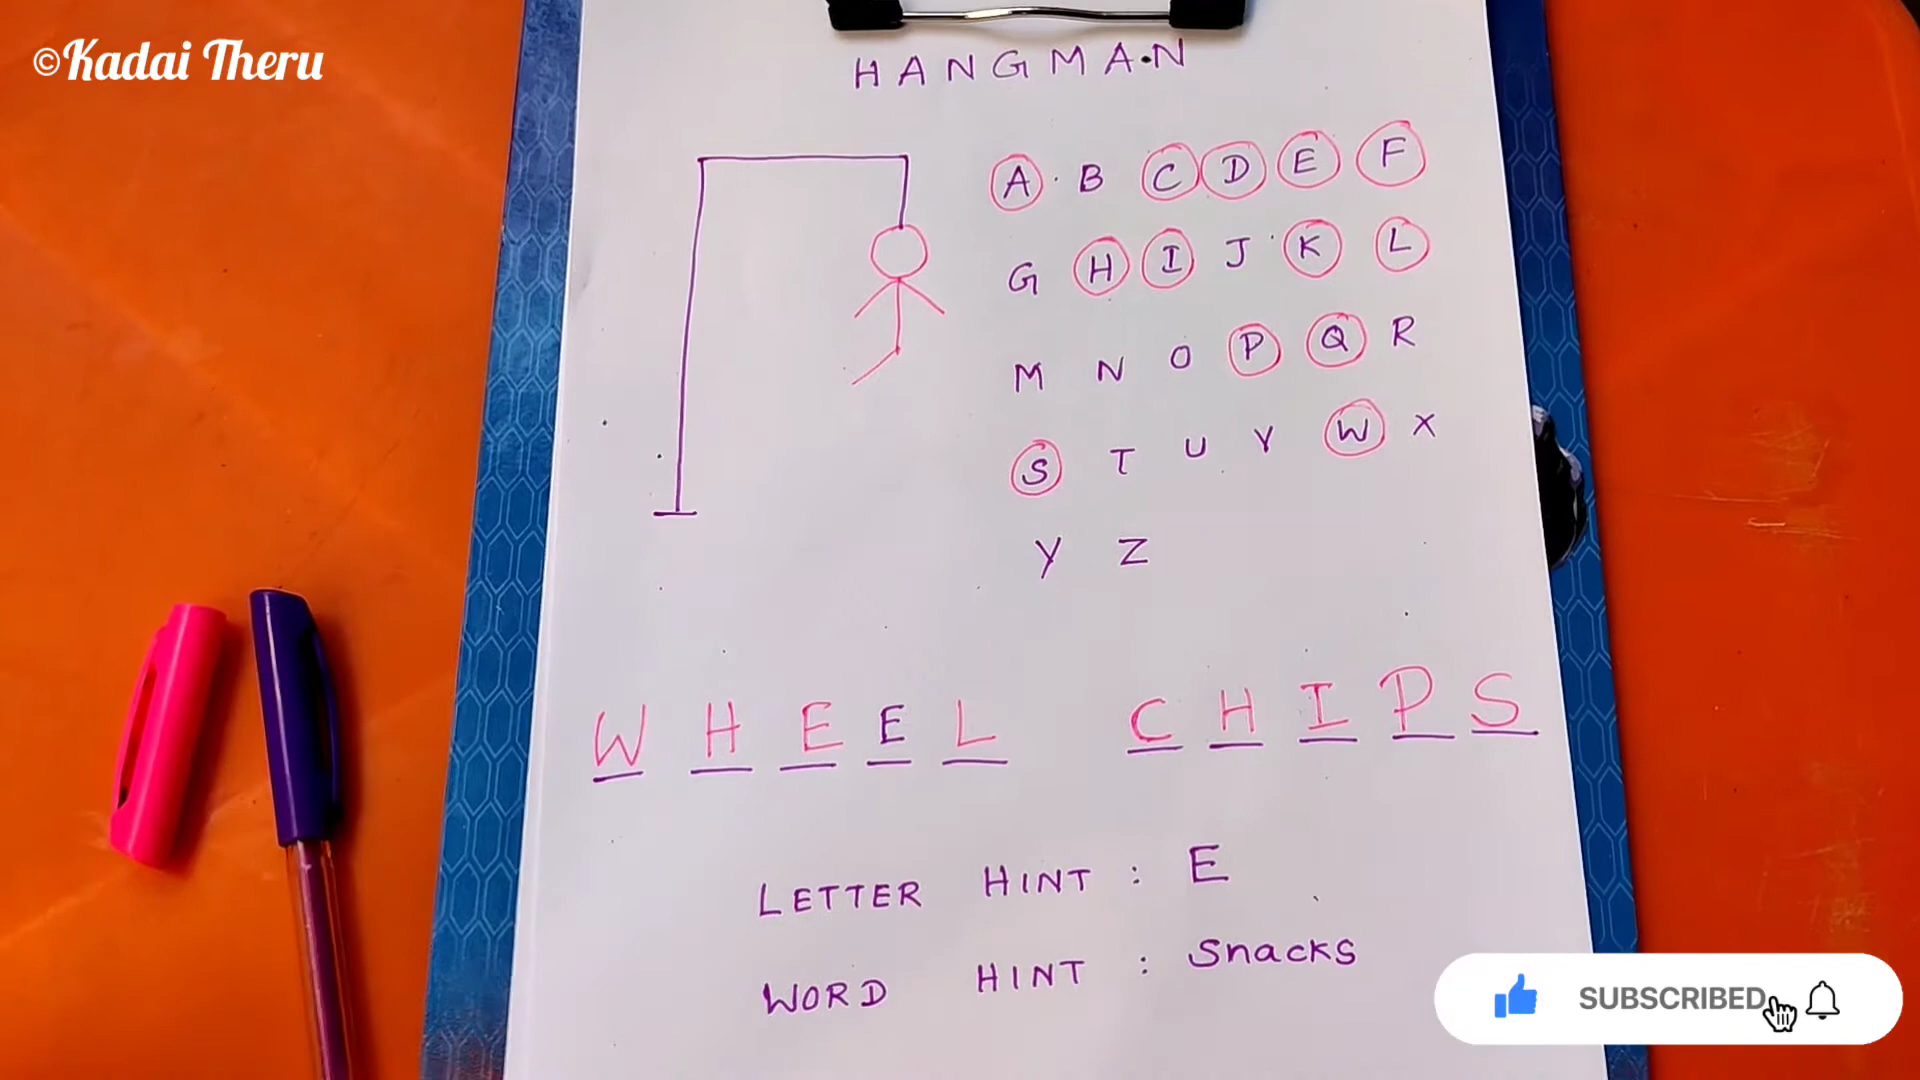 ©Kadai Theru
HANGMAN
A B C D E F
G H I J K L
M N O P Q R
S T U V W X
Y Z
WHEEL CHIPS
LETTER HINT : E
WORD HINT : Snacks
SUBSCRIBED